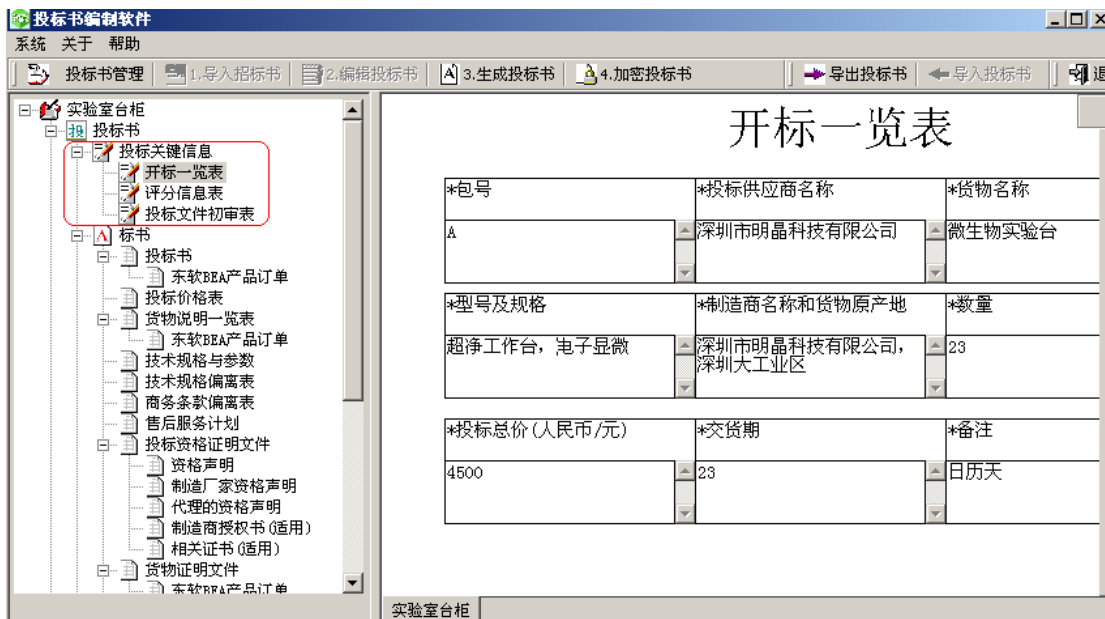 投标书编制软件
系统 关于 帮助
投标书管理 1.导入招标书 2.编辑投标书 A 3.生成投标书 4.加密投标书 导出投标书 导入投标书 退
实验室台柜
投标书
投标关键信息
开标一览表
评分信息表
投标文件初审表
标书
投标书
东软BEA产品订单
投标价格表
货物说明一览表
东软BEA产品订单
技术规格与参数
技术规格偏离表
商务条款偏离表
售后服务计划
投标资格证明文件
资格声明
制造厂家资格声明
代理的资格声明
制造商授权书(适用)
相关证书(适用)
货物证明文件
东软BEA产品订单
开标一览表
*包号 *投标供应商名称 *货物名称
A 深圳市明晶科技有限公司 微生物实验台
*型号及规格 *制造商名称和货物原产地 *数量
超净工作台，电子显微 深圳市明晶科技有限公司， 23
深圳大工业区
*投标总价(人民币/元) *交货期 *备注
4500 23 日历天
实验室台柜